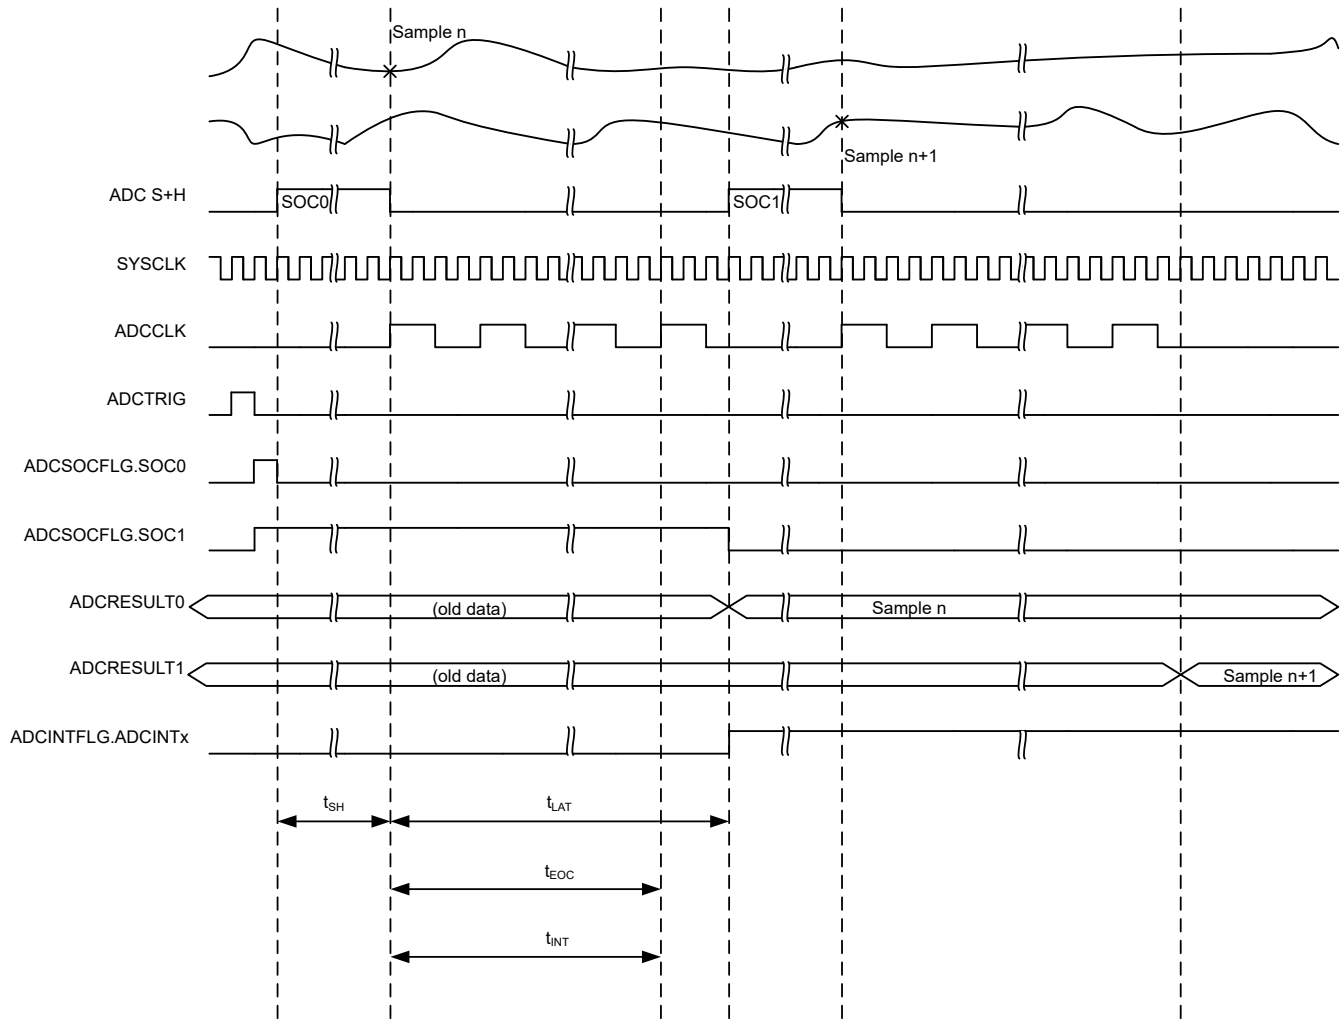 Sample n
Sample n+1
ADC S+H
SOC0
SOC1
SYSCLK
ADCCLK
ADCTRIG
ADCSOCFLG.SOC0
ADCSOCFLG.SOC1
ADCRESULT0
(old data)
Sample n
ADCRESULT1
(old data)
Sample n+1
ADCINTFLG.ADCINTx
tSH
tLAT
tEOC
tINT